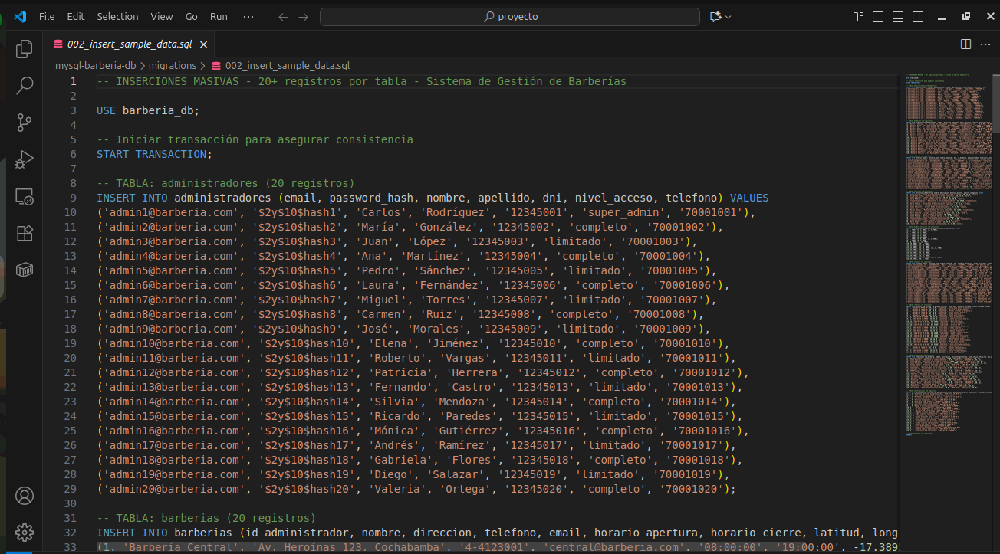 File Edit Selection View Go Run ··· proyecto
002_insert_sample_data.sql
mysql-barberia-db > migrations > 002_insert_sample_data.sql
1 -- INSERCIONES MASIVAS - 20+ registros por tabla - Sistema de Gestión de Barberías
2
3 USE barberia_db;
4
5 -- Iniciar transacción para asegurar consistencia
6 START TRANSACTION;
7
8 -- TABLA: administradores (20 registros)
9 INSERT INTO administradores (email, password_hash, nombre, apellido, dni, nivel_acceso, telefono) VALUES
10 ('admin1@barberia.com', '$2y$10$hash1', 'Carlos', 'Rodríguez', '12345001', 'super_admin', '70001001'),
11 ('admin2@barberia.com', '$2y$10$hash2', 'María', 'González', '12345002', 'completo', '70001002'),
12 ('admin3@barberia.com', '$2y$10$hash3', 'Juan', 'López', '12345003', 'limitado', '70001003'),
13 ('admin4@barberia.com', '$2y$10$hash4', 'Ana', 'Martínez', '12345004', 'completo', '70001004'),
14 ('admin5@barberia.com', '$2y$10$hash5', 'Pedro', 'Sánchez', '12345005', 'limitado', '70001005'),
15 ('admin6@barberia.com', '$2y$10$hash6', 'Laura', 'Fernández', '12345006', 'completo', '70001006'),
16 ('admin7@barberia.com', '$2y$10$hash7', 'Miguel', 'Torres', '12345007', 'limitado', '70001007'),
17 ('admin8@barberia.com', '$2y$10$hash8', 'Carmen', 'Ruiz', '12345008', 'completo', '70001008'),
18 ('admin9@barberia.com', '$2y$10$hash9', 'José', 'Morales', '12345009', 'limitado', '70001009'),
19 ('admin10@barberia.com', '$2y$10$hash10', 'Elena', 'Jiménez', '12345010', 'completo', '70001010'),
20 ('admin11@barberia.com', '$2y$10$hash11', 'Roberto', 'Vargas', '12345011', 'limitado', '70001011'),
21 ('admin12@barberia.com', '$2y$10$hash12', 'Patricia', 'Herrera', '12345012', 'completo', '70001012'),
22 ('admin13@barberia.com', '$2y$10$hash13', 'Fernando', 'Castro', '12345013', 'limitado', '70001013'),
23 ('admin14@barberia.com', '$2y$10$hash14', 'Silvia', 'Mendoza', '12345014', 'completo', '70001014'),
24 ('admin15@barberia.com', '$2y$10$hash15', 'Ricardo', 'Paredes', '12345015', 'limitado', '70001015'),
25 ('admin16@barberia.com', '$2y$10$hash16', 'Mónica', 'Gutiérrez', '12345016', 'completo', '70001016'),
26 ('admin17@barberia.com', '$2y$10$hash17', 'Andrés', 'Ramírez', '12345017', 'limitado', '70001017'),
27 ('admin18@barberia.com', '$2y$10$hash18', 'Gabriela', 'Flores', '12345018', 'completo', '70001018'),
28 ('admin19@barberia.com', '$2y$10$hash19', 'Diego', 'Salazar', '12345019', 'limitado', '70001019'),
29 ('admin20@barberia.com', '$2y$10$hash20', 'Valeria', 'Ortega', '12345020', 'completo', '70001020');
30
31 -- TABLA: barberias (20 registros)
32 INSERT INTO barberias (id_administrador, nombre, direccion, telefono, email, horario_apertura, horario_cierre, latitud, longi
33 (1, 'Barbería Central', 'Av. Heroínas 123, Cochabamba', '4-4123001', 'central@barberia.com', '08:00:00', '19:00:00', -17.389